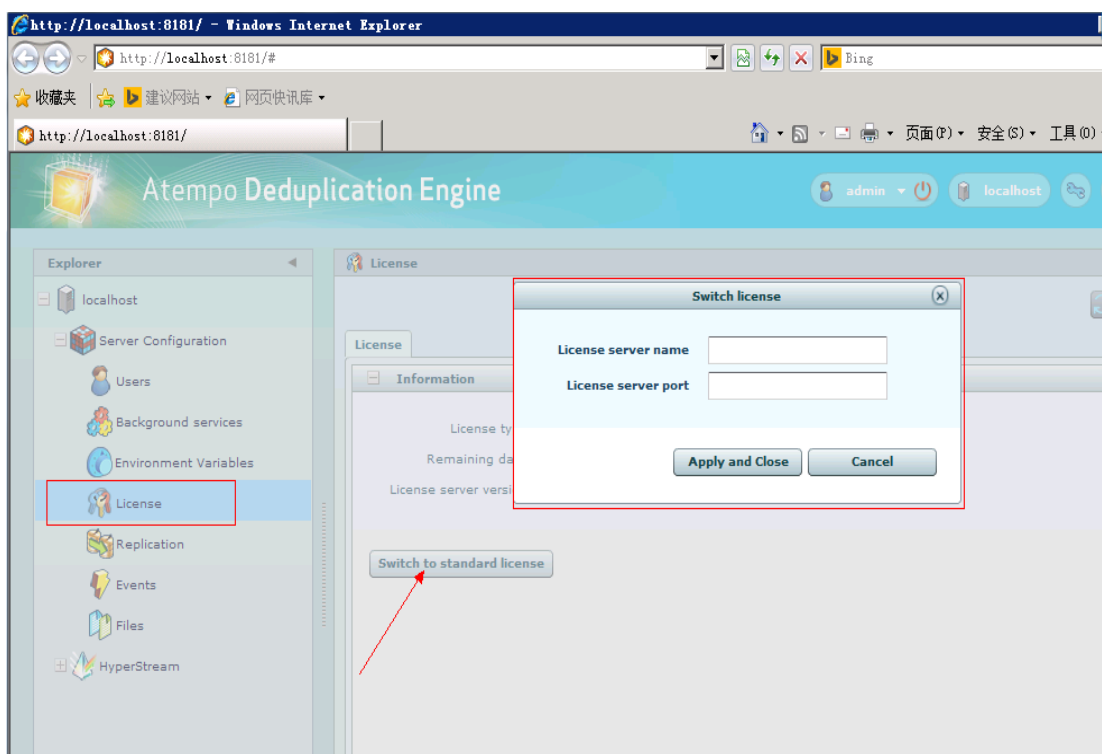 http://localhost:8181/ - Windows Internet Explorer
http://localhost:8181/#
Bing
收藏夹
建议网站
网页快讯库
http://localhost:8181/
页面(P)
安全(S)
工具(O)
Atempo Deduplication Engine
admin
localhost
Explorer
License
localhost
Switch license
Server Configuration
License
License server name
Users
Information
License server port
Background services
License ty
Environment Variables
Remaining da
Apply and Close
Cancel
License
License server versi
Replication
Switch to standard license
Events
Files
HyperStream